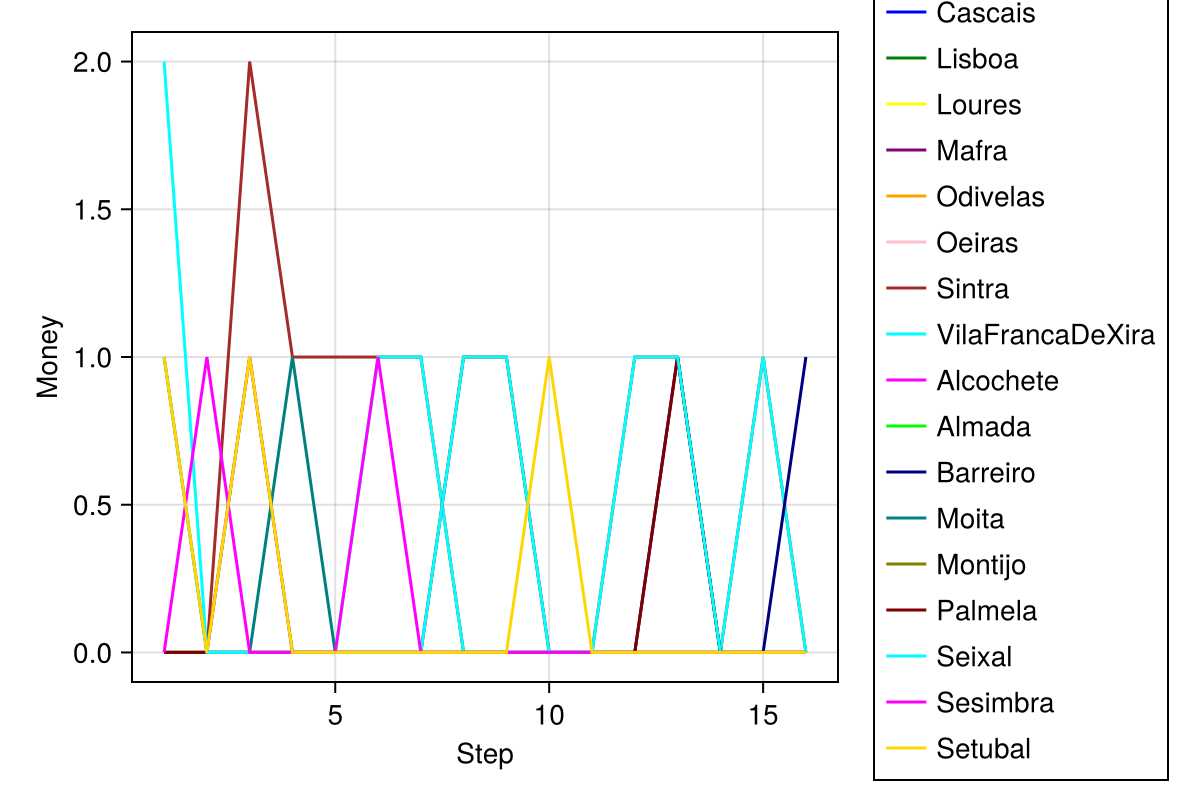 2.0
1.5
1.0
0.5
0.0
Money
5
10
15
Step
Cascais
Lisboa
Loures
Mafra
Odivelas
Oeiras
Sintra
VilaFrancaDeXira
Alcochete
Almada
Barreiro
Moita
Montijo
Palmela
Seixal
Sesimbra
Setubal